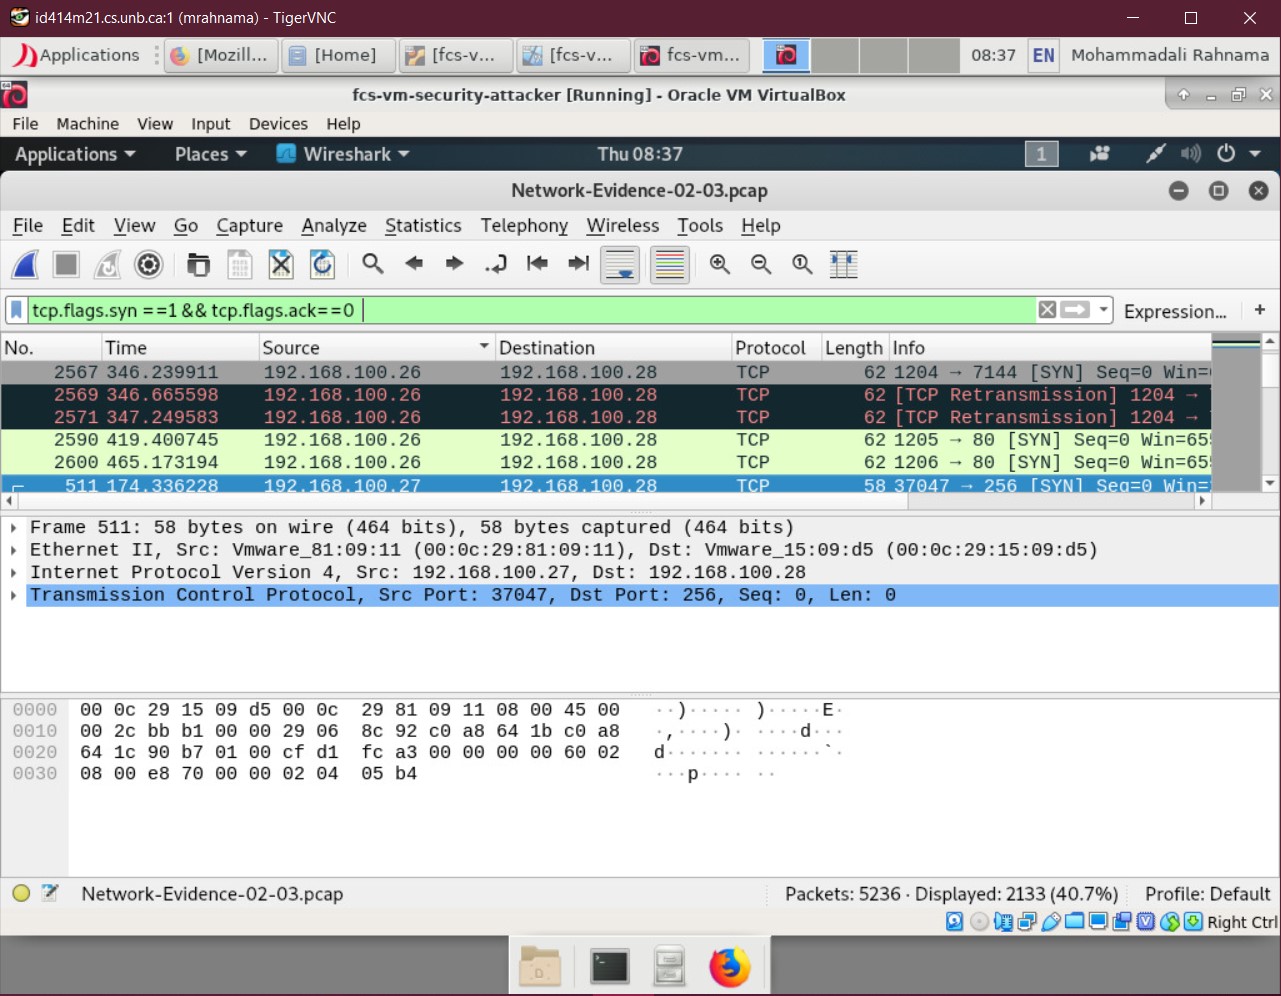 id414m21.cs.unb.ca:1 (mrahnama) - TigerVNC
Applications [Mozill... [Home] [fcs-v... [fcs-v... fcs-vm... 08:37 EN Mohammadali Rahnama
fcs-vm-security-attacker [Running] - Oracle VM VirtualBox
File Machine View Input Devices Help
Applications Places Wireshark Thu 08:37 1
Network-Evidence-02-03.pcap
File Edit View Go Capture Analyze Statistics Telephony Wireless Tools Help
tcp.flags.syn ==1 && tcp.flags.ack==0 Expression... +
No. Time Source Destination Protocol Length Info
2567 346.239911 192.168.100.26 192.168.100.28 TCP 62 1204 → 7144 [SYN] Seq=0 Win=
2569 346.665598 192.168.100.26 192.168.100.28 TCP 62 [TCP Retransmission] 1204 →
2571 347.249583 192.168.100.26 192.168.100.28 TCP 62 [TCP Retransmission] 1204 →
2590 419.400745 192.168.100.26 192.168.100.28 TCP 62 1205 → 80 [SYN] Seq=0 Win=65
2600 465.173194 192.168.100.26 192.168.100.28 TCP 62 1206 → 80 [SYN] Seq=0 Win=65
511 174.336228 192.168.100.27 192.168.100.28 TCP 58 37047 → 256 [SYN] Seq=0 Win=
Frame 511: 58 bytes on wire (464 bits), 58 bytes captured (464 bits)
Ethernet II, Src: Vmware_81:09:11 (00:0c:29:81:09:11), Dst: Vmware_15:09:d5 (00:0c:29:15:09:d5)
Internet Protocol Version 4, Src: 192.168.100.27, Dst: 192.168.100.28
Transmission Control Protocol, Src Port: 37047, Dst Port: 256, Seq: 0, Len: 0
0000 00 0c 29 15 09 d5 00 0c 29 81 09 11 08 00 45 00 ··)····· )·····E·
0010 00 2c bb b1 00 00 29 06 8c 92 c0 a8 64 1b c0 a8 ·,····)· ····d···
0020 64 1c 90 b7 01 00 cf d1 fc a3 00 00 00 00 60 02 d······· ······`·
0030 08 00 e8 70 00 00 02 04 05 b4 ···p···· ··
Network-Evidence-02-03.pcap Packets: 5236 · Displayed: 2133 (40.7%) Profile: Default
Right Ctrl